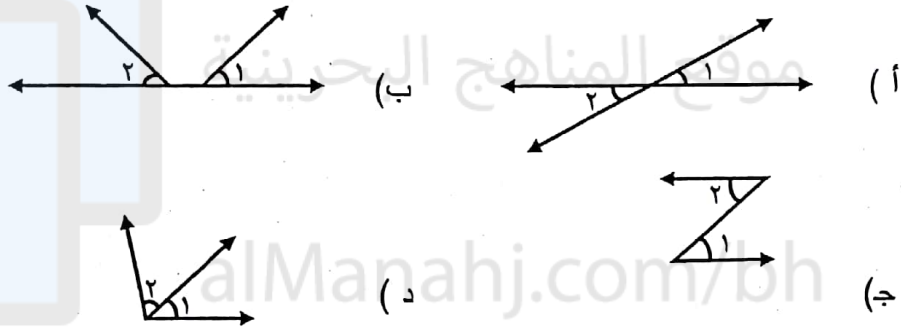 أ ) ١ ٢
ب) ١ ٢
موقع المناهج البحرينية
ج) ١ ٢
د ) ١ ٢
alManahj.com/bh